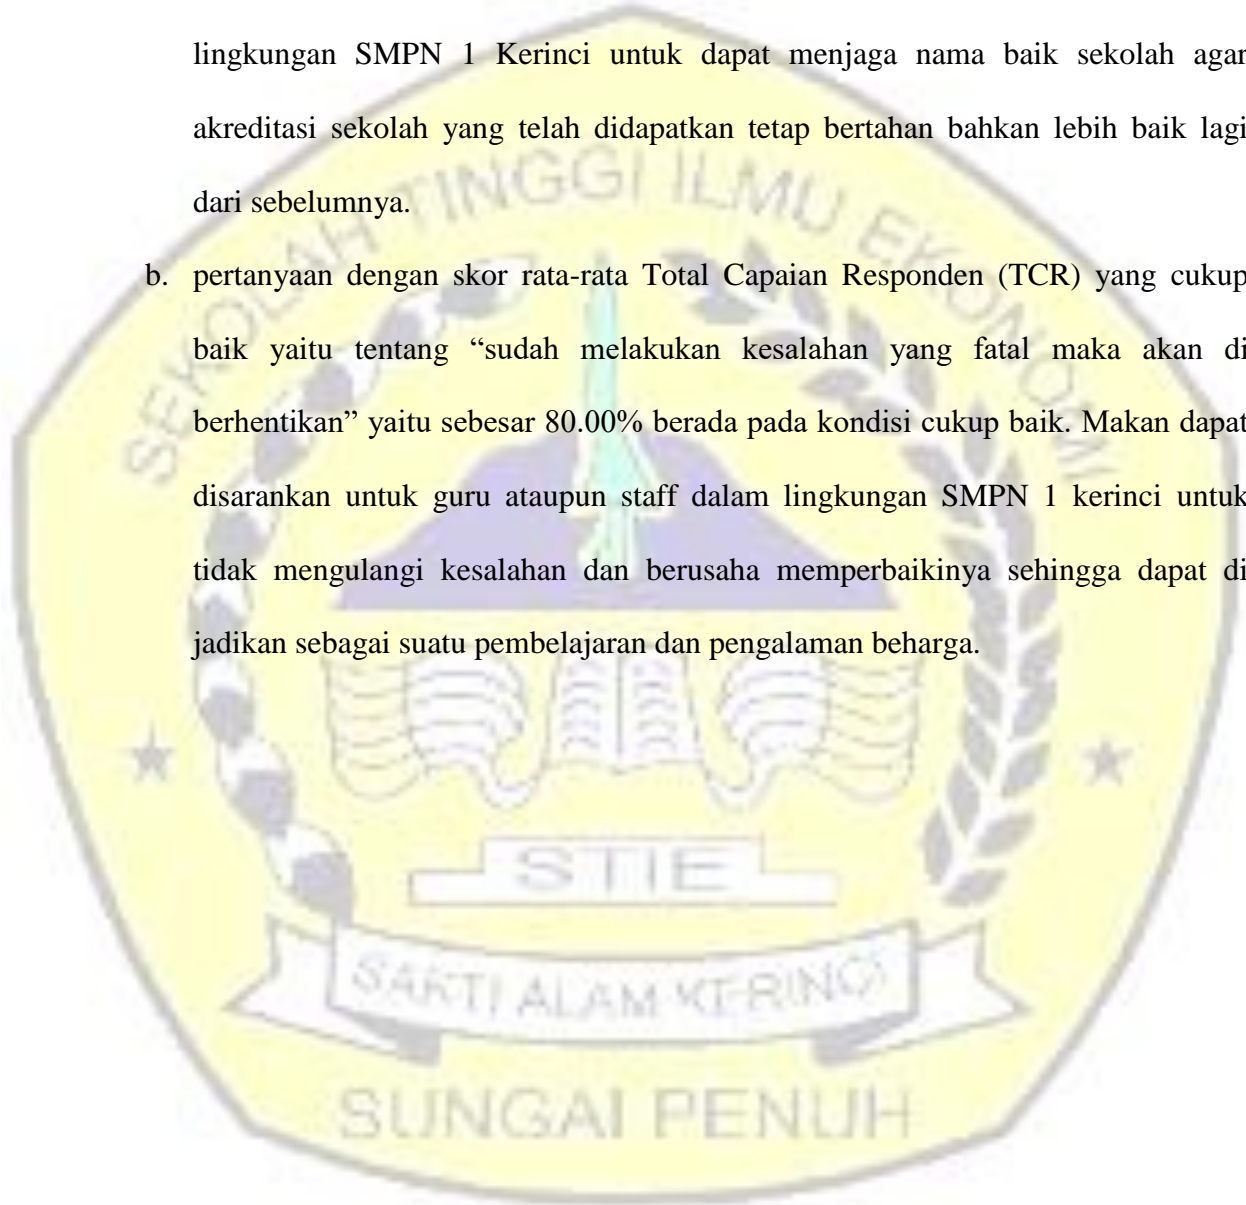 lingkungan SMPN 1 Kerinci untuk dapat menjaga nama baik sekolah agar
akreditasi sekolah yang telah didapatkan tetap bertahan bahkan lebih baik lagi
dari sebelumnya.
b. pertanyaan dengan skor rata-rata Total Capaian Responden (TCR) yang cukup
baik yaitu tentang “sudah melakukan kesalahan yang fatal maka akan di
berhentikan” yaitu sebesar 80.00% berada pada kondisi cukup baik. Makan dapat
disarankan untuk guru ataupun staff dalam lingkungan SMPN 1 kerinci untuk
tidak mengulangi kesalahan dan berusaha memperbaikinya sehingga dapat di
jadikan sebagai suatu pembelajaran dan pengalaman beharga.
SEKOLAH TINGGI ILMU EKONOMI
STIE
SAKTI ALAM KERINCI
SUNGAI PENUH